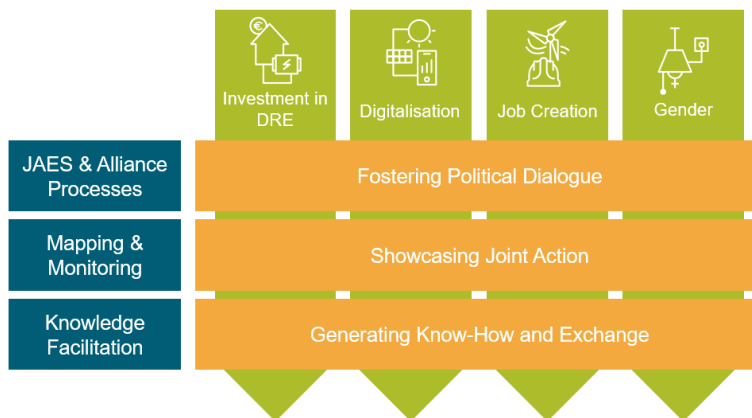 €
Investment in
DRE
Digitalisation
Job Creation
Gender
JAES & Alliance
Processes
Fostering Political Dialogue
Mapping &
Monitoring
Showcasing Joint Action
Knowledge
Facilitation
Generating Know-How and Exchange